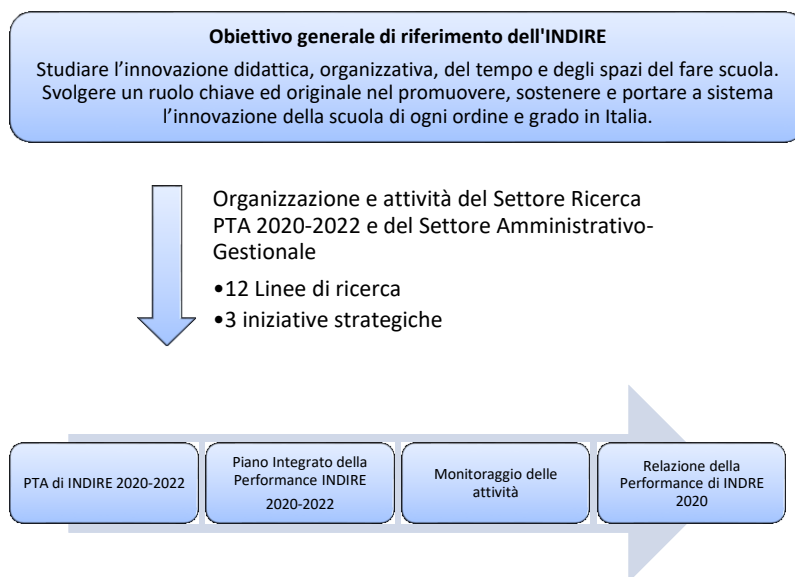 Obiettivo generale di riferimento dell'INDIRE
Studiare l’innovazione didattica, organizzativa, del tempo e degli spazi del fare scuola.
Svolgere un ruolo chiave ed originale nel promuovere, sostenere e portare a sistema
l’innovazione della scuola di ogni ordine e grado in Italia.
Organizzazione e attività del Settore Ricerca
PTA 2020-2022 e del Settore Amministrativo-
Gestionale
•12 Linee di ricerca
•3 iniziative strategiche
PTA di INDIRE 2020-2022
Piano Integrato della
Performance INDIRE
2020-2022
Monitoraggio delle
attività
Relazione della
Performance di INDRE
2020